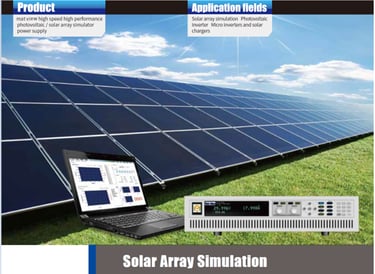 Product
high speed high performance
photovoltaic / solar array simulator
power supply
Application fields
Solar array simulation Photovoltaic
inverter Micro inverters and solar
chargers
Solar Array Simulation